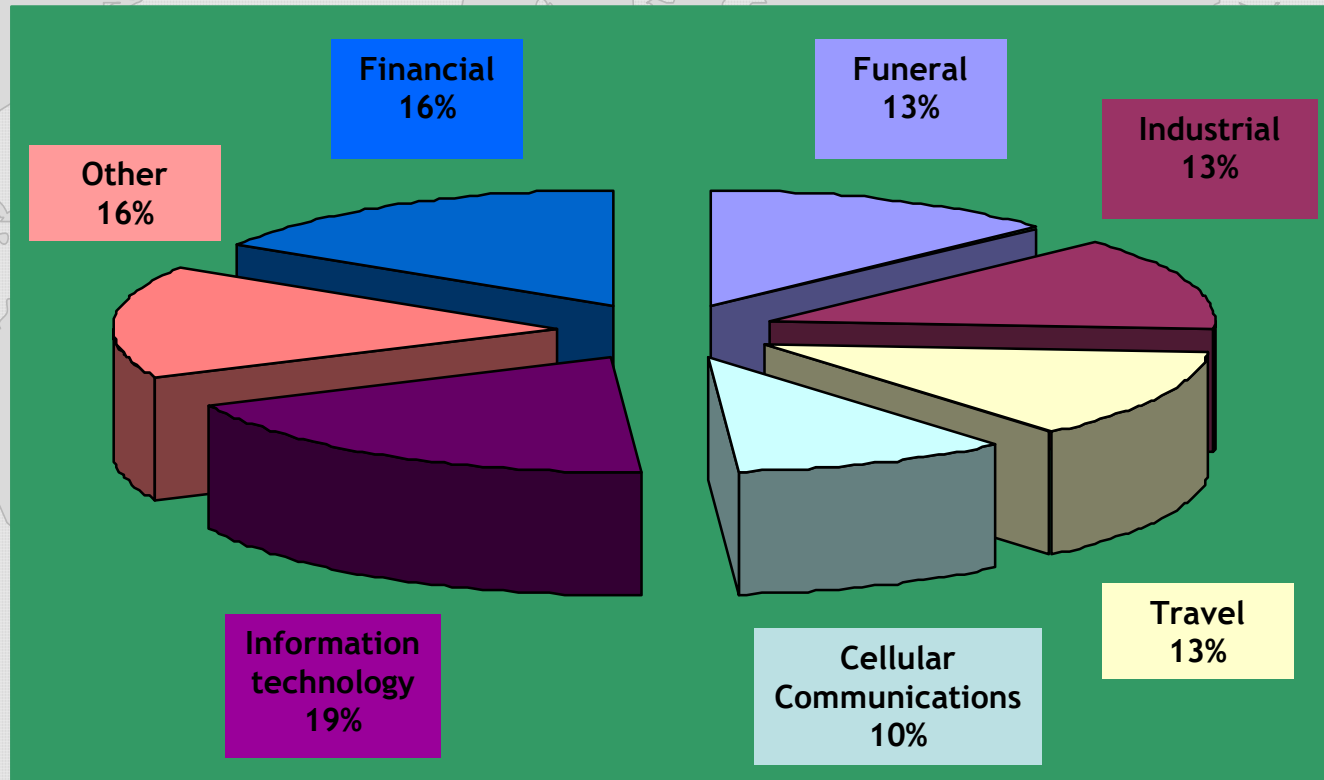 Financial
16%
Funeral
13%
Industrial
13%
Other
16%
Travel
13%
Information
technology
19%
Cellular
Communications
10%